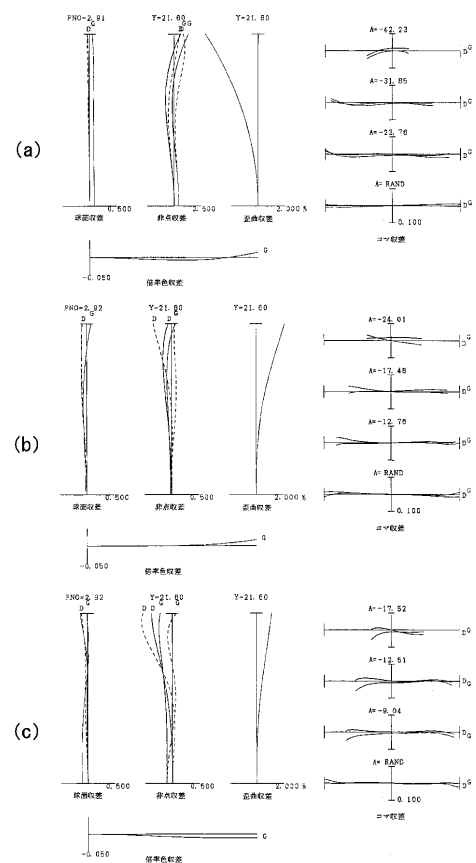 (a)
FNO=2.91
D G
0.500
球面収差
Y=21.60
D G G
0.500
非点収差
Y=21.60
2.000 %
歪曲収差
G
-0.050
倍率色収差
A=-42.23
D G
A=-31.85
D G
A=-23.76
D G
A= RAND
D G
0.100
コマ収差
(b)
FNO=2.92
D G
0.500
球面収差
Y=21.60
D D G
0.500
非点収差
Y=21.60
2.000 %
歪曲収差
G
-0.050
倍率色収差
A=-24.01
D G
A=-17.48
D G
A=-12.76
D G
A=RAND
D G
0.100
コマ収差
(c)
FNO=2.92
D G
0.500
球面収差
Y=21.60
D D G G
0.500
非点収差
Y=21.60
2.000 %
歪曲収差
G
-0.050
倍率色収差
A=-17.52
D G
A=-12.51
D G
A=-9.04
D G
A= RAND
D G
0.100
コマ収差